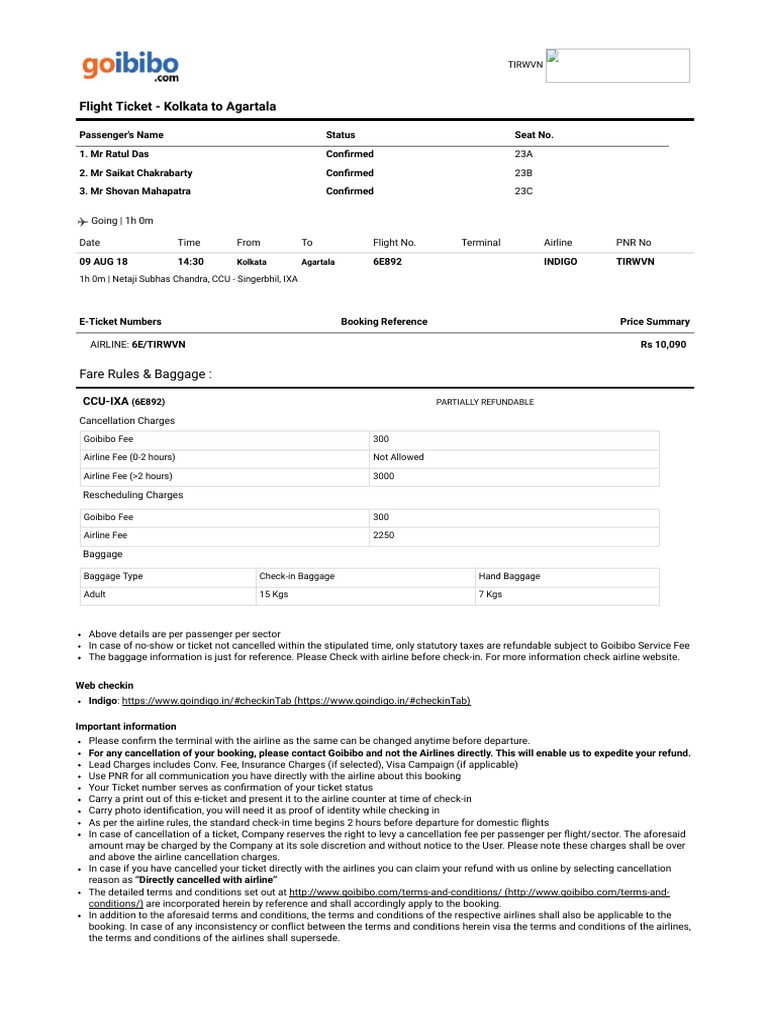 goibibo
.com
TIRWVN
Flight Ticket - Kolkata to Agartala
Passenger's Name Status Seat No.
1. Mr Ratul Das Confirmed 23A
2. Mr Saikat Chakrabarty Confirmed 23B
3. Mr Shovan Mahapatra Confirmed 23C
Going | 1h 0m
Date Time From To Flight No. Terminal Airline PNR No
09 AUG 18 14:30 Kolkata Agartala 6E892 INDIGO TIRWVN
1h 0m | Netaji Subhas Chandra, CCU - Singerbhil, IXA
E-Ticket Numbers Booking Reference Price Summary
AIRLINE: 6E/TIRWVN Rs 10,090
Fare Rules & Baggage :
CCU-IXA (6E892) PARTIALLY REFUNDABLE
Cancellation Charges
Goibibo Fee 300
Airline Fee (0-2 hours) Not Allowed
Airline Fee (>2 hours) 3000
Rescheduling Charges
Goibibo Fee 300
Airline Fee 2250
Baggage
Baggage Type Check-in Baggage Hand Baggage
Adult 15 Kgs 7 Kgs
• Above details are per passenger per sector
• In case of no-show or ticket not cancelled within the stipulated time, only statutory taxes are refundable subject to Goibibo Service Fee
• The baggage information is just for reference. Please Check with airline before check-in. For more information check airline website.
Web checkin
• Indigo: https://www.goindigo.in/#checkinTab (https://www.goindigo.in/#checkinTab)
Important information
• Please confirm the terminal with the airline as the same can be changed anytime before departure.
• For any cancellation of your booking, please contact Goibibo and not the Airlines directly. This will enable us to expedite your refund.
• Lead Charges includes Conv. Fee, Insurance Charges (if selected), Visa Campaign (if applicable)
• Use PNR for all communication you have directly with the airline about this booking
• Your Ticket number serves as confirmation of your ticket status
• Carry a print out of this e-ticket and present it to the airline counter at time of check-in
• Carry photo identification, you will need it as proof of identity while checking in
• As per the airline rules, the standard check-in time begins 2 hours before departure for domestic flights
• In case of cancellation of a ticket, Company reserves the right to levy a cancellation fee per passenger per flight/sector. The aforesaid
amount may be charged by the Company at its sole discretion and without notice to the User. Please note these charges shall be over
and above the airline cancellation charges.
• In case if you have cancelled your ticket directly with the airlines you can claim your refund with us online by selecting cancellation
reason as “Directly cancelled with airline”
• The detailed terms and conditions set out at http://www.goibibo.com/terms-and-conditions/ (http://www.goibibo.com/terms-and-
conditions/) are incorporated herein by reference and shall accordingly apply to the booking.
• In addition to the aforesaid terms and conditions, the terms and conditions of the respective airlines shall also be applicable to the
booking. In case of any inconsistency or conflict between the terms and conditions herein visa the terms and conditions of the airlines,
the terms and conditions of the airlines shall supersede.